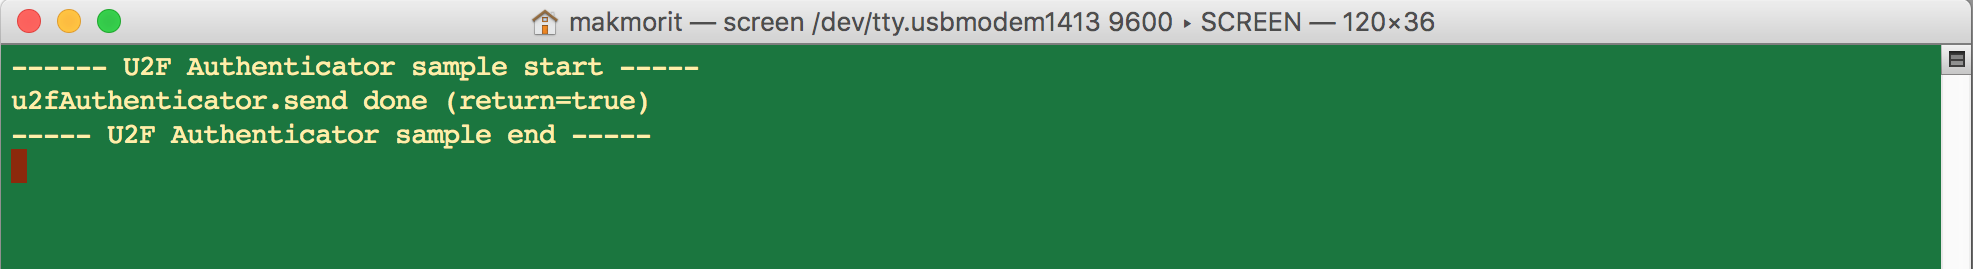 makmorit — screen /dev/tty.usbmodem1413 9600 ▸ SCREEN — 120×36
------ U2F Authenticator sample start -----
u2fAuthenticator.send done (return=true)
----- U2F Authenticator sample end -----